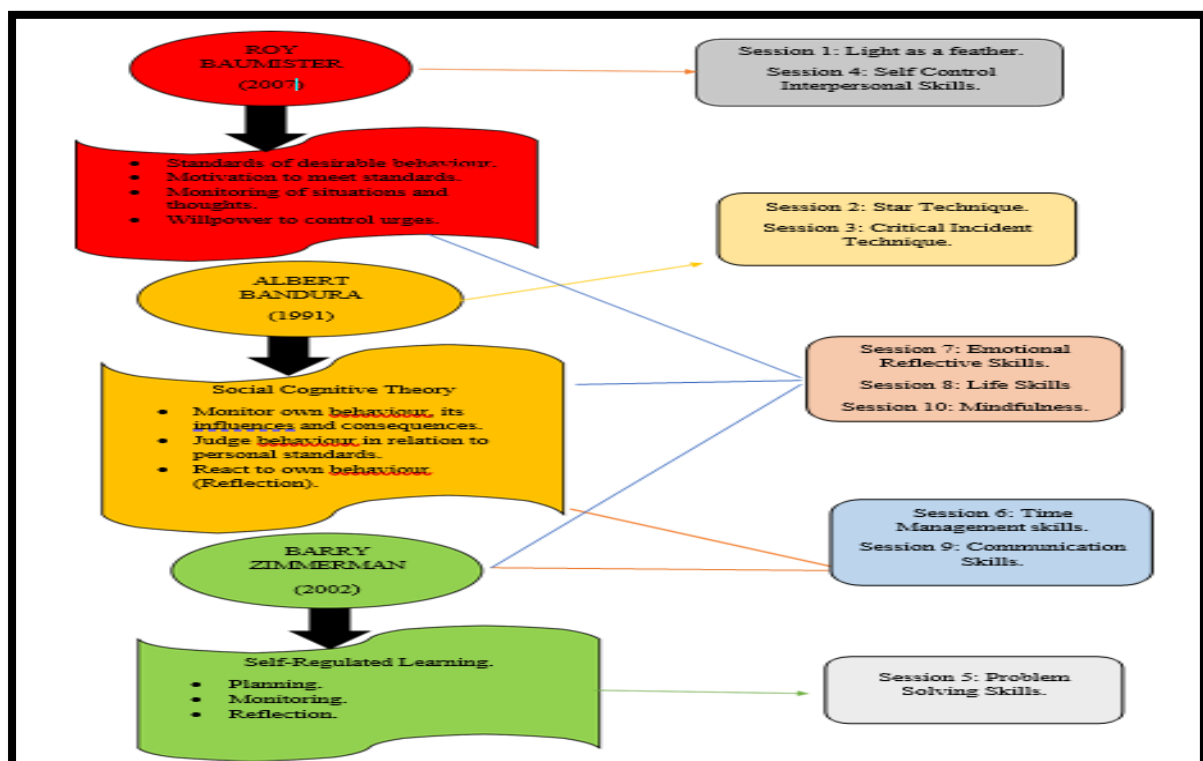 ROY
BAUMISTER
(2007)
Session 1: Light as a feather.
Session 4: Self Control
Interpersonal Skills.
• Standards of desirable behaviour.
• Motivation to meet standards.
• Monitoring of situations and
thoughts.
• Willpower to control urges.
Session 2: Star Technique.
Session 3: Critical Incident
Technique.
ALBERT
BANDURA
(1991)
Social Cognitive Theory
• Monitor own behaviour, its
influences and consequences.
• Judge behaviour in relation to
personal standards.
• React to own behaviour
(Reflection).
Session 7: Emotional
Reflective Skills.
Session 8: Life Skills
Session 10: Mindfulness.
Session 6: Time
Management skills.
Session 9: Communication
Skills.
BARRY
ZIMMERMAN
(2002)
Self-Regulated Learning.
• Planning.
• Monitoring.
• Reflection.
Session 5: Problem
Solving Skills.